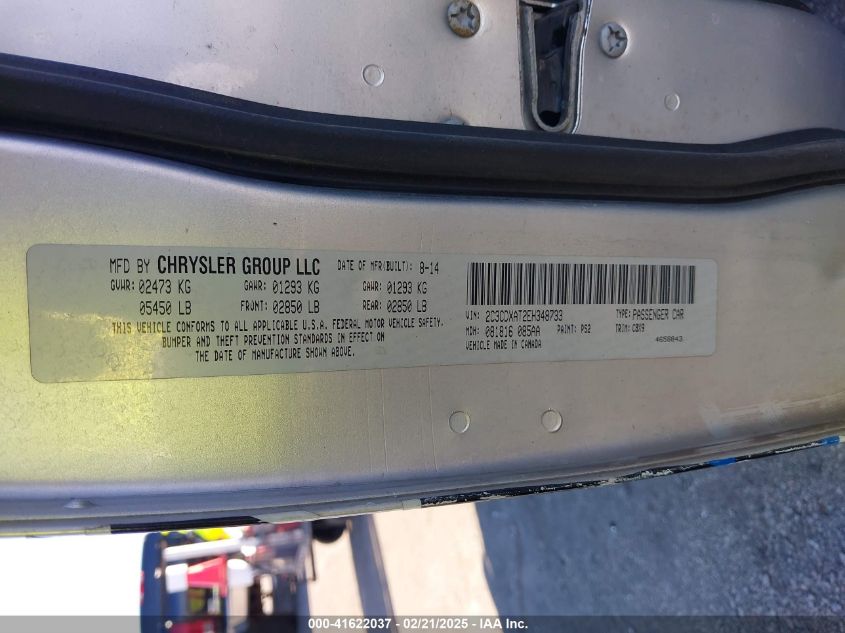 MFD BY CHRYSLER GROUP LLC DATE OF MFR(BUILT): 8-14
GVWR: 02473 KG GAWR: 01293 KG GAWR: 01293 KG
05450 LB FRONT: 02850 LB REAR: 02850 LB
THIS VEHICLE CONFORMS TO ALL APPLICABLE U.S.A. FEDERAL MOTOR VEHICLE SAFETY,
BUMPER AND THEFT PREVENTION STANDARDS IN EFFECT ON
THE DATE OF MANUFACTURE SHOWN ABOVE.
VIN: 2C3CDXAT2EH348733 TYPE: PASSENGER CAR
MDH: 081816 085AA PAINT: PS2 TRIM: C8X9
VEHICLE MADE IN CANADA 4658843
000-41622037 - 02/21/2025 - IAA Inc.